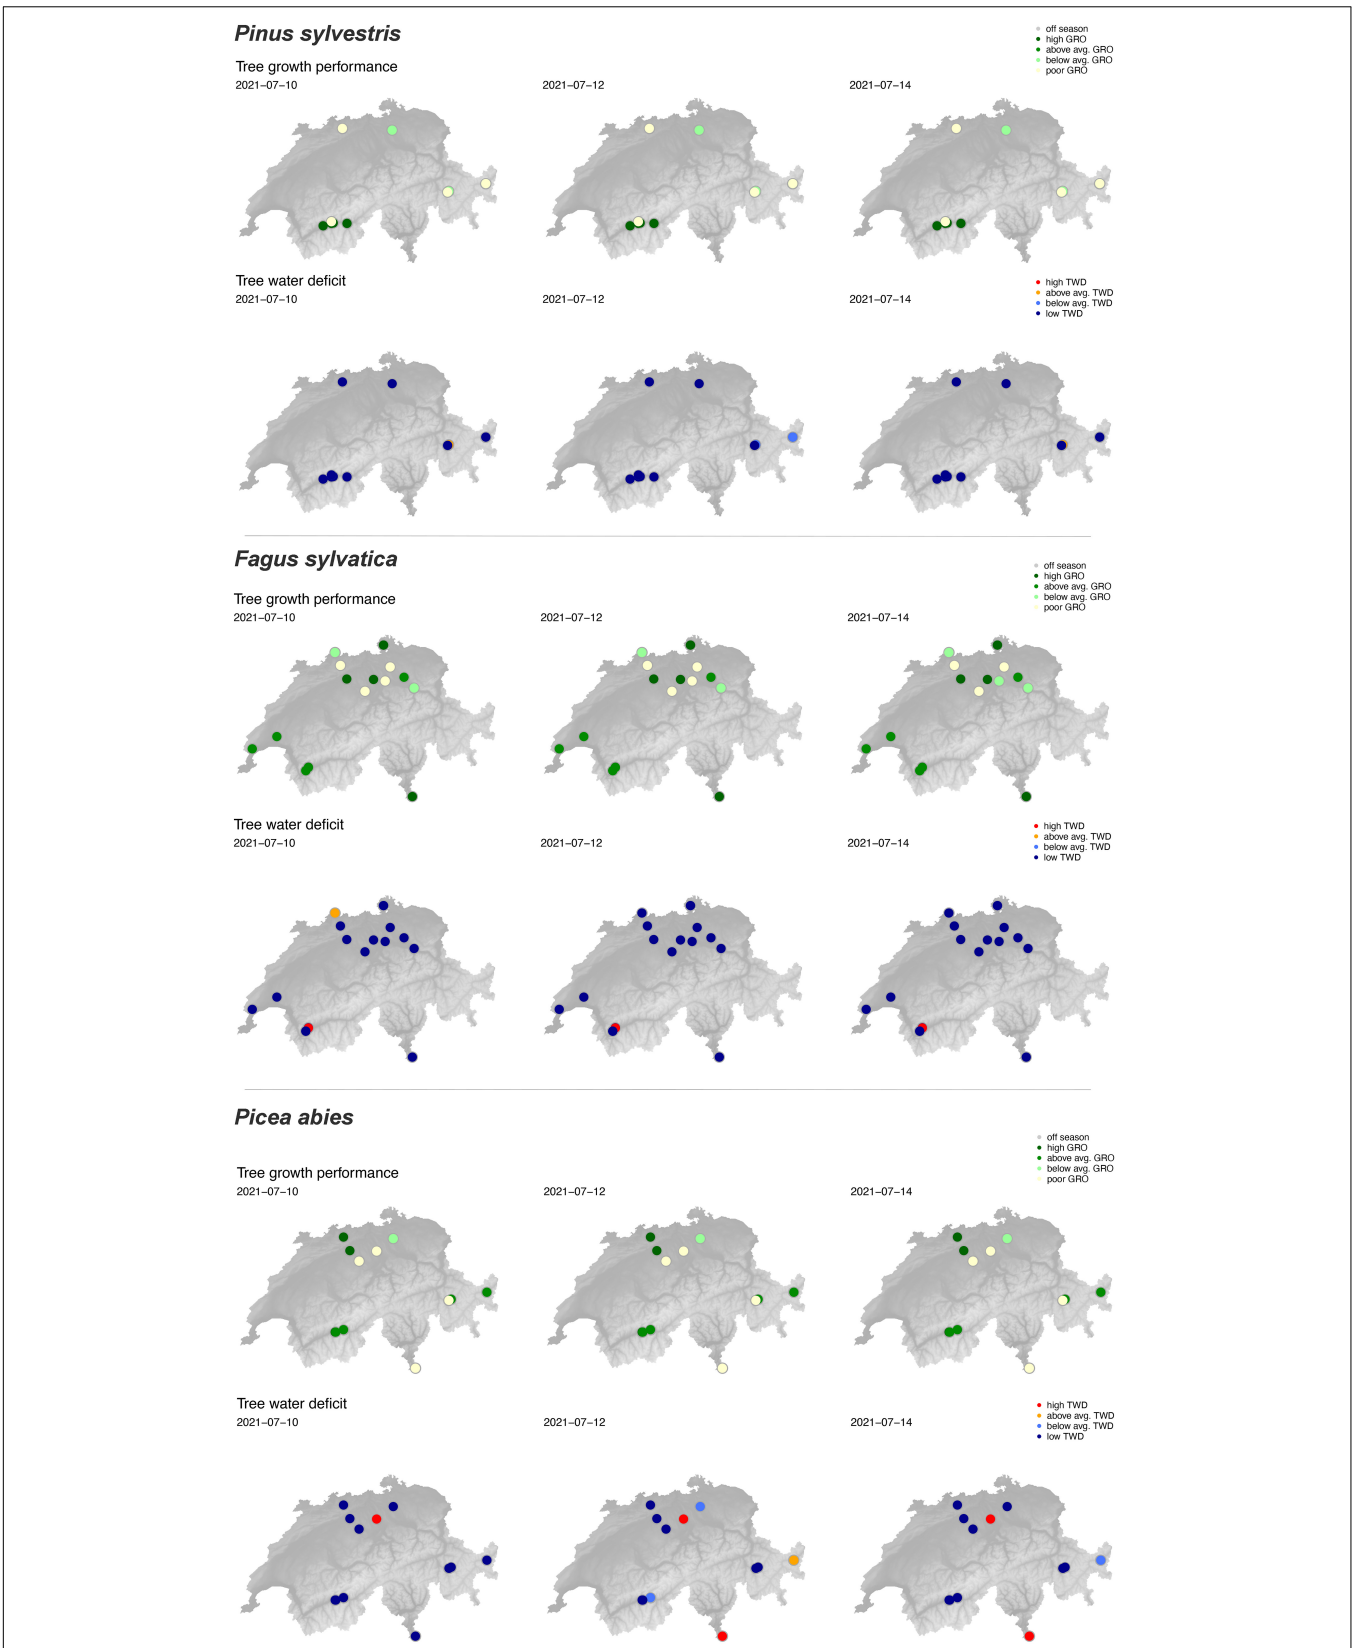 Pinus sylvestris
off season
high GRO
above avg. GRO
below avg. GRO
poor GRO
Tree growth performance
2021–07–10
2021–07–12
2021–07–14
Tree water deficit
2021–07–10
2021–07–12
2021–07–14
high TWD
above avg. TWD
below avg. TWD
low TWD
Fagus sylvatica
off season
high GRO
above avg. GRO
below avg. GRO
poor GRO
Tree growth performance
2021–07–10
2021–07–12
2021–07–14
Tree water deficit
2021–07–10
2021–07–12
2021–07–14
high TWD
above avg. TWD
below avg. TWD
low TWD
Picea abies
off season
high GRO
above avg. GRO
below avg. GRO
poor GRO
Tree growth performance
2021–07–10
2021–07–12
2021–07–14
Tree water deficit
2021–07–10
2021–07–12
2021–07–14
high TWD
above avg. TWD
below avg. TWD
low TWD